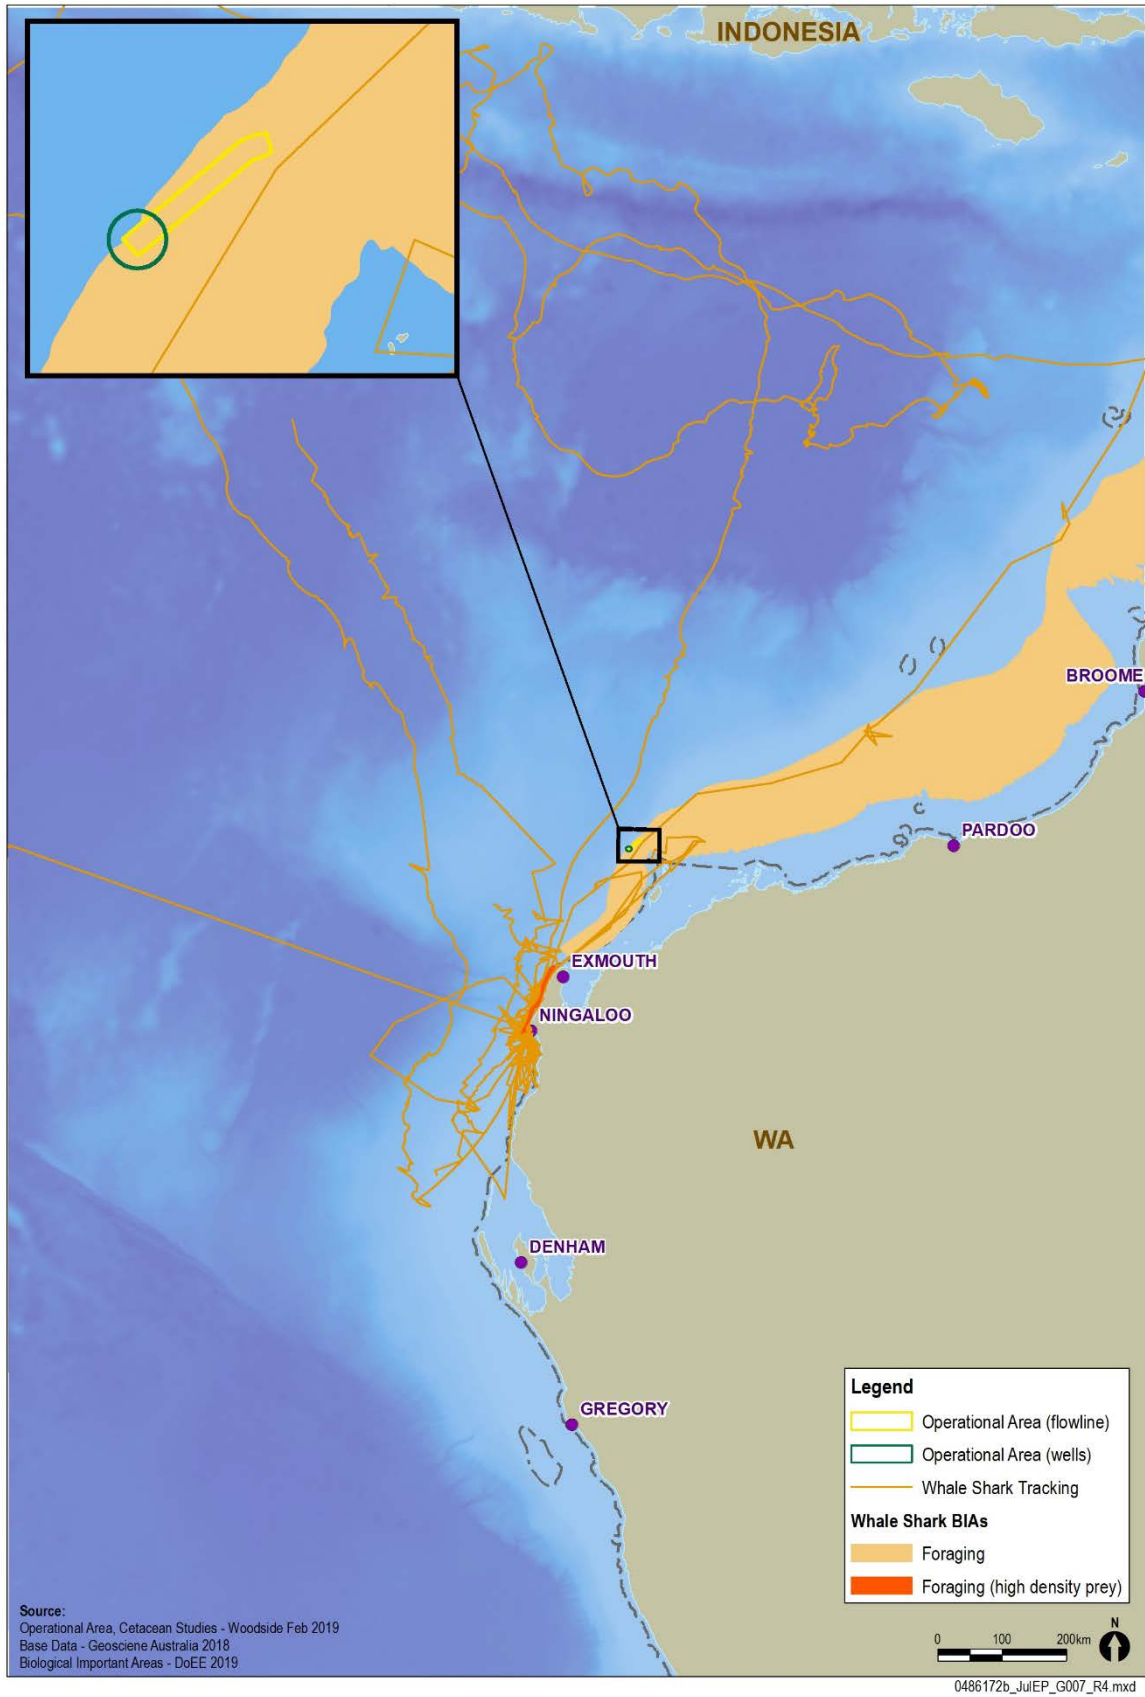 INDONESIA
BROOME
PARDOO
EXMOUTH
NINGALOO
WA
DENHAM
GREGORY
Legend
Operational Area (flowline)
Operational Area (wells)
Whale Shark Tracking
Whale Shark BIAs
Foraging
Foraging (high density prey)
Source:
Operational Area, Cetacean Studies - Woodside Feb 2019
Base Data - Geosciene Australia 2018
Biological Important Areas - DoEE 2019
0 100 200km
N
0486172b_JulEP_G007_R4.mxd